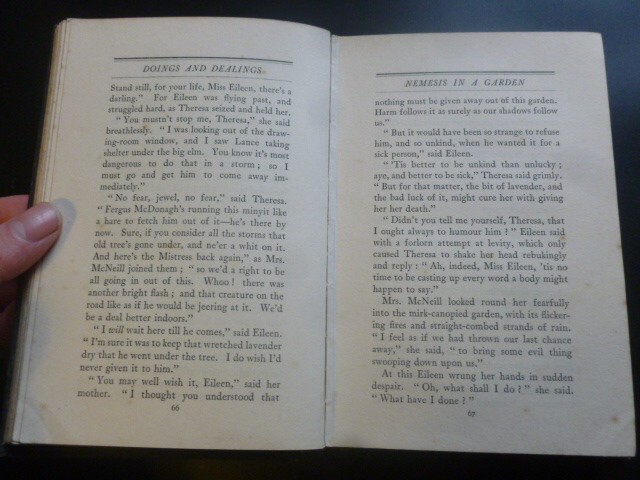 DOINGS AND DEALINGS
Stand still, for your life, Miss Eileen, there's a
darling." For Eileen was flying past, and
struggled hard, as Theresa seized and held her.
"You mustn't stop me, Theresa," she said
breathlessly. "I was looking out of the draw-
ing-room window, and I saw Lance taking
shelter under the big elm. You know it's most
dangerous to do that in a storm; so I
must go and get him to come away im-
mediately."
"No fear, jewel, no fear," said Theresa.
"Fergus McDonagh's running this minyit like
a hare to fetch him out of it—he's there by
now. Sure, if you consider all the storms that
old tree's gone under, and ne'er a whit on it.
And here's the Mistress back again," as Mrs.
McNeill joined them; "so we'd a right to be
all going in out of this. Whoo! there was
another bright flash; and that creature on the
road like as if he would be jeering at it. We'd
be a deal better indoors."
"I will wait here till he comes," said Eileen.
"I'm sure it was to keep that wretched lavender
dry that he went under the tree. I do wish I'd
never given it to him."
"You may well wish it, Eileen," said her
mother. "I thought you understood that
66
NEMESIS IN A GARDEN
nothing must be given away out of this garden.
Harm follows it as surely as our shadows follow
us."
"But it would have been so strange to refuse
him, and so unkind, when he wanted it for a
sick person," said Eileen.
"'Tis better to be unkind than unlucky;
aye, and better to be sick," Theresa said grimly.
"But for that matter, the bit of lavender, and
the bad luck of it, might cure her with giving
her her death."
"Didn't you tell me yourself, Theresa, that
I ought always to humour him?" Eileen said
with a forlorn attempt at levity, which only
caused Theresa to shake her head rebukingly
and reply: "Ah, indeed, Miss Eileen, 'tis no
time to be casting up every word a body might
happen to say."
Mrs. McNeill looked round her fearfully
into the mirk-canopied garden, with its flicker-
ing fires and straight-combed strands of rain.
"I feel as if we had thrown our last chance
away," she said, "to bring some evil thing
swooping down upon us."
At this Eileen wrung her hands in sudden
despair. "Oh, what shall I do?" she said.
"What have I done?"
67